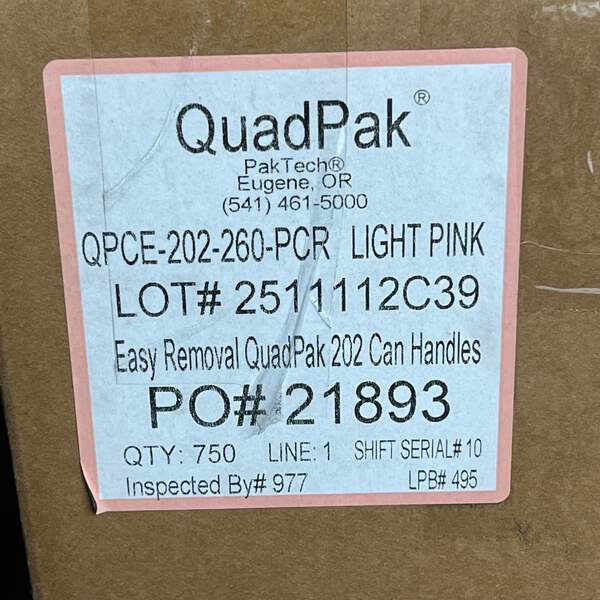 QuadPak®
PakTech®
Eugene, OR
(541) 461-5000
QPCE-202-260-PCR LIGHT PINK
LOT# 2511112C39
Easy Removal QuadPak 202 Can Handles
PO# 21893
QTY: 750 LINE: 1 SHIFT SERIAL# 10
Inspected By# 977 LPB# 495